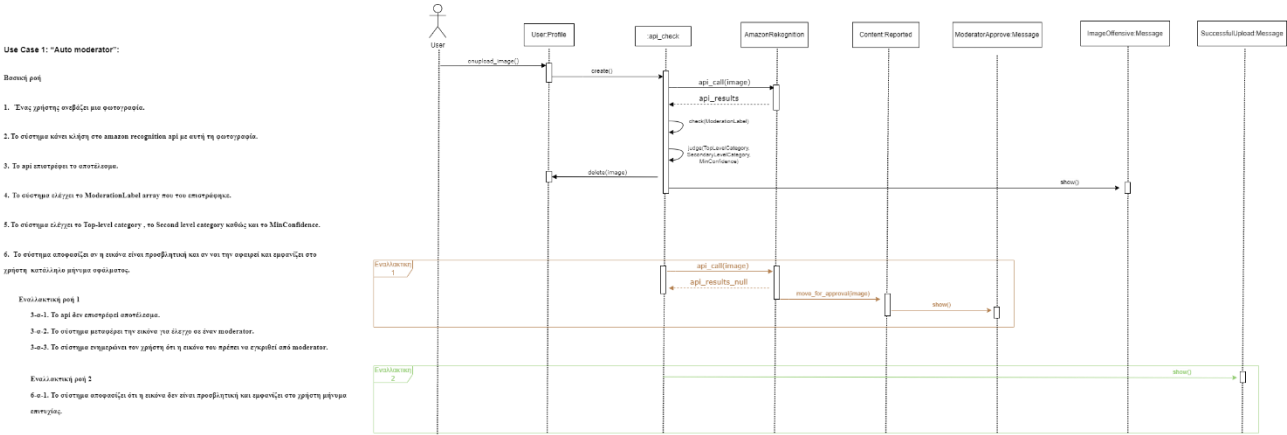 Use Case 1: “Auto moderator”:
Βασική ροή
1. Ένας χρήστης ανεβάζει μια φωτογραφία.
2. Το σύστημα κάνει κλήση στο amazon recognition api με αυτή τη φωτογραφία.
3. Το api επιστρέφει το αποτέλεσμα.
4. Το σύστημα ελέγχει το ModerationLabel array που του επιστράφηκε.
5. Το σύστημα ελέγχει το Top-level category , το Second level category καθώς και το MinConfidence.
6. Το σύστημα αποφασίζει αν η εικόνα είναι προσβλητική και αν ναι την αφαιρεί και εμφανίζει στο
χρήστη κατάλληλο μήνυμα σφάλματος.
Εναλλακτική ροή 1
3-α-1. Το api δεν επιστρέφει αποτέλεσμα.
3-α-2. Το σύστημα μεταφέρει την εικόνα για έλεγχο σε έναν moderator.
3-α-3. Το σύστημα ενημερώνει τον χρήστη ότι η εικόνα του πρέπει να εγκριθεί από moderator.
Εναλλακτική ροή 2
6-α-1. Το σύστημα αποφασίζει ότι η εικόνα δεν είναι προσβλητική και εμφανίζει στο χρήστη μήνυμα
επιτυχίας.
User
User:Profile
:api_check
AmazonRekognition
Content:Reported
ModeratorApprove:Message
ImageOffensive:Message
SuccessfulUpload:Message
onupload_image()
create()
api_call(image)
api_results
check(ModerationLabel)
judge(TopLevelCategory,
SecondaryLevelCategory,
MinConfidence)
delete(image)
show()
Εναλλακτική
1
api_call(image)
api_results_null
move_for_approval(image)
show()
Εναλλακτική
2
show()